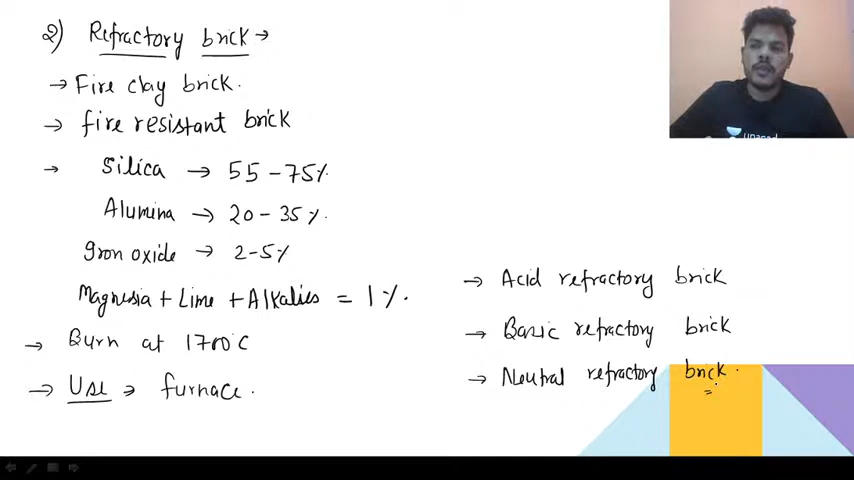 2) Refractory brick →
→ Fire clay brick.
→ fire resistant brick
→ Silica → 55-75%.
Alumina → 20-35%.
Iron oxide → 2-5%
Magnesia + Lime + Alkalies = 1%.
→ Burn at 1700°C
→ Use → furnace.
→ Acid refractory brick
→ Basic refractory brick
→ Neutral refractory brick.